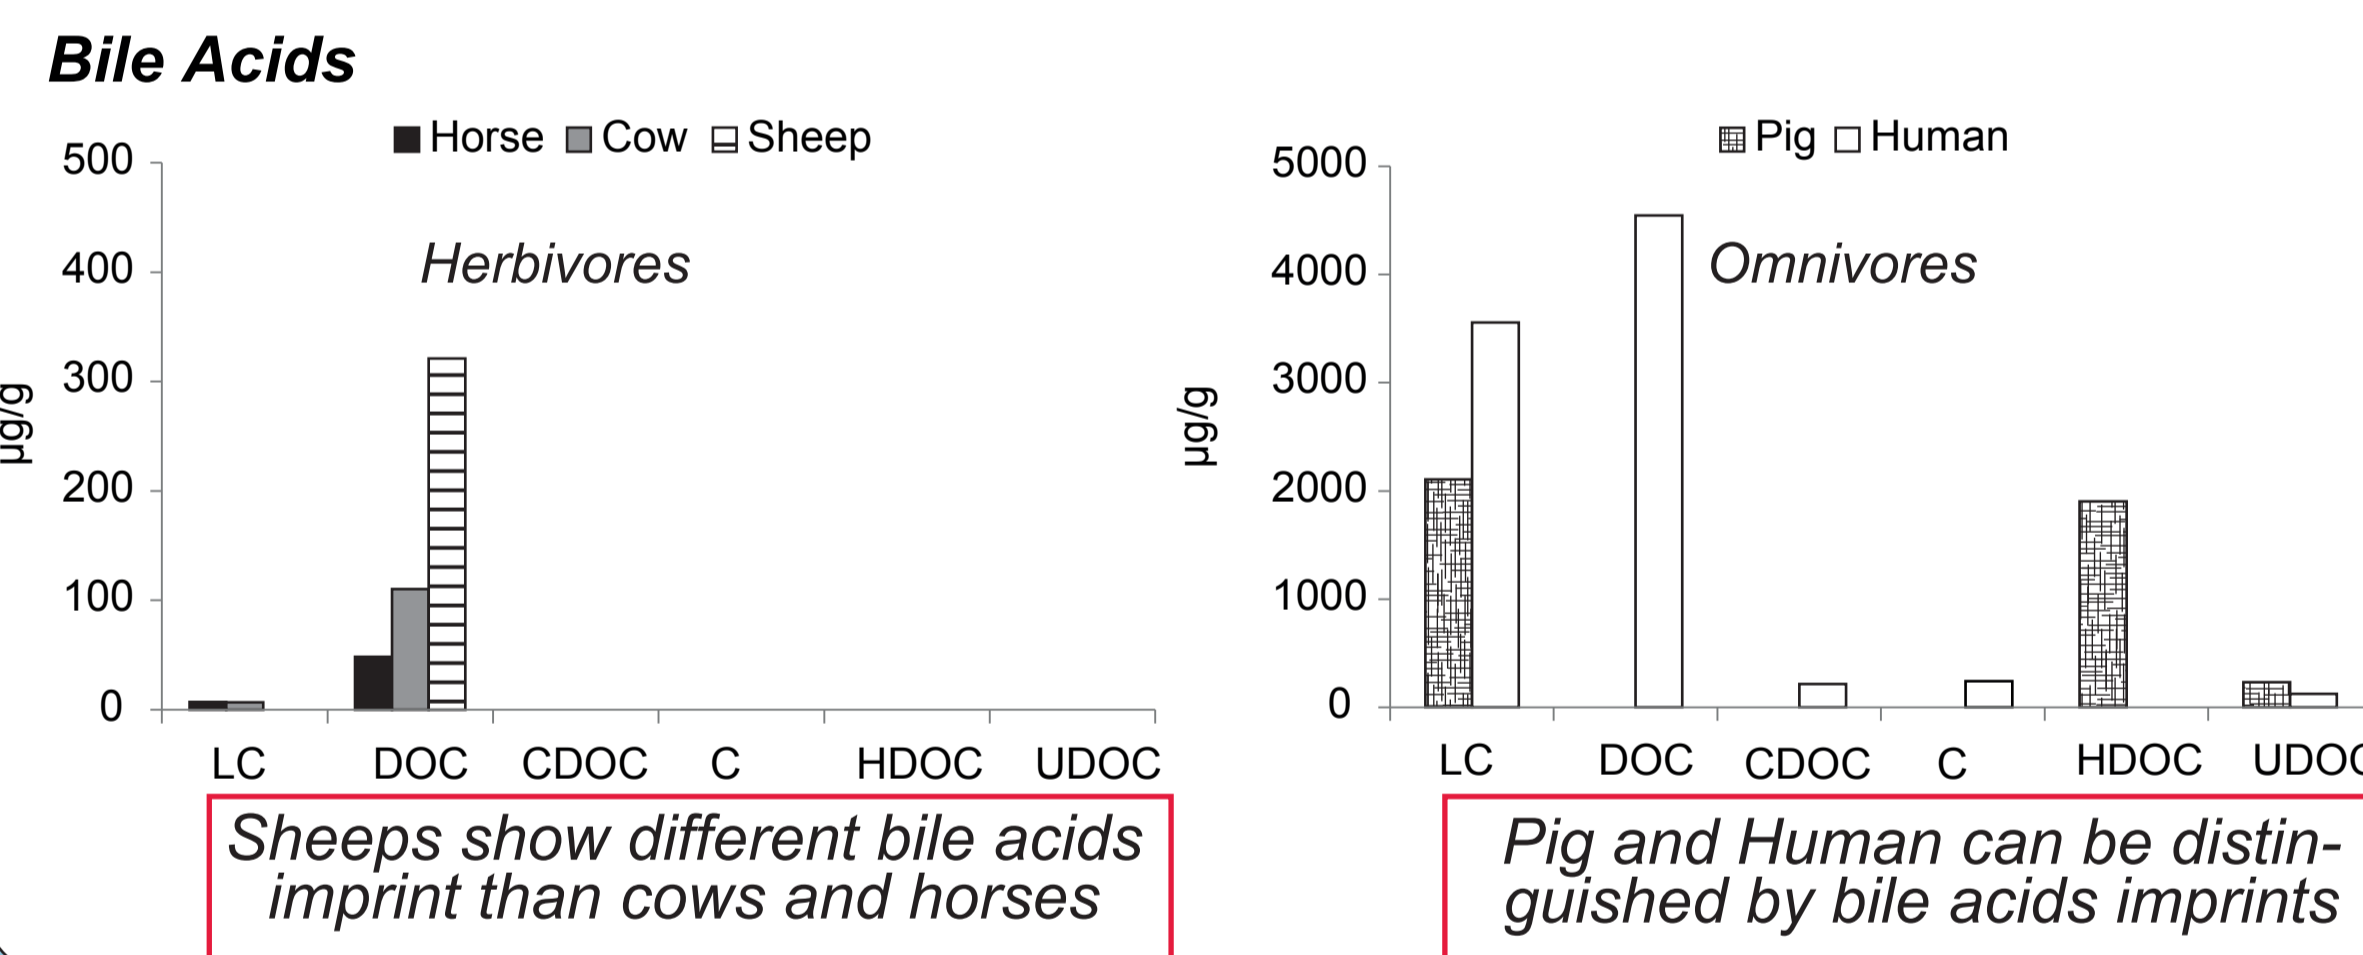 Bile Acids
Horse Cow Sheep
500
400
300
200
100
0
µg/g
Herbivores
LC DOC CDOC C HDOC UDOC
Sheeps show different bile acids
imprint than cows and horses
Pig Human
5000
4000
3000
2000
1000
0
µg/g
Omnivores
LC DOC CDOC C HDOC UDOC
Pig and Human can be distin-
guished by bile acids imprints